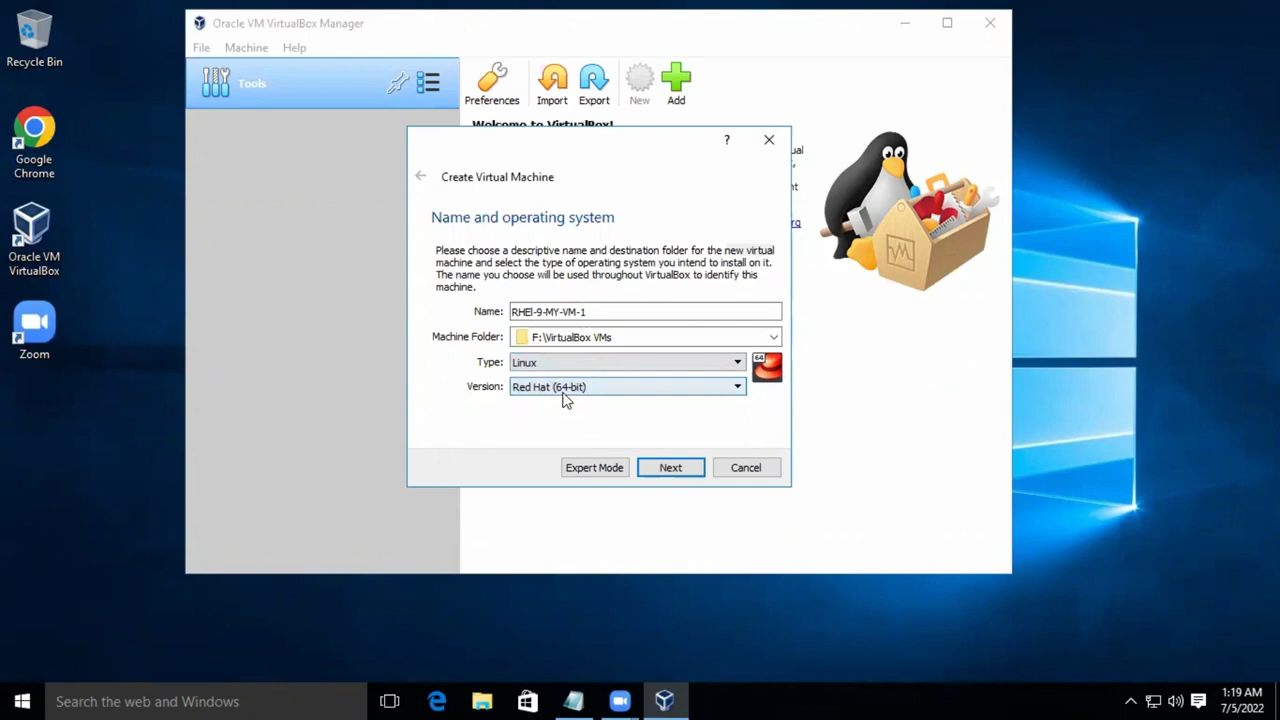 Recycle Bin
Google
Chrome
Oracle VM
VirtualBox
Zoom
Oracle VM VirtualBox Manager
File Machine Help
Tools
Preferences Import Export New Add
Welcome to VirtualBox!
? 
Create Virtual Machine
Name and operating system
Please choose a descriptive name and destination folder for the new virtual
machine and select the type of operating system you intend to install on it.
The name you choose will be used throughout VirtualBox to identify this
machine.
Name: RHEl-9-MY-VM-1
Machine Folder: F:\VirtualBox VMs
Type: Linux
64
Version: Red Hat (64-bit)
Expert Mode Next Cancel
Search the web and Windows
1:19 AM
7/5/2022